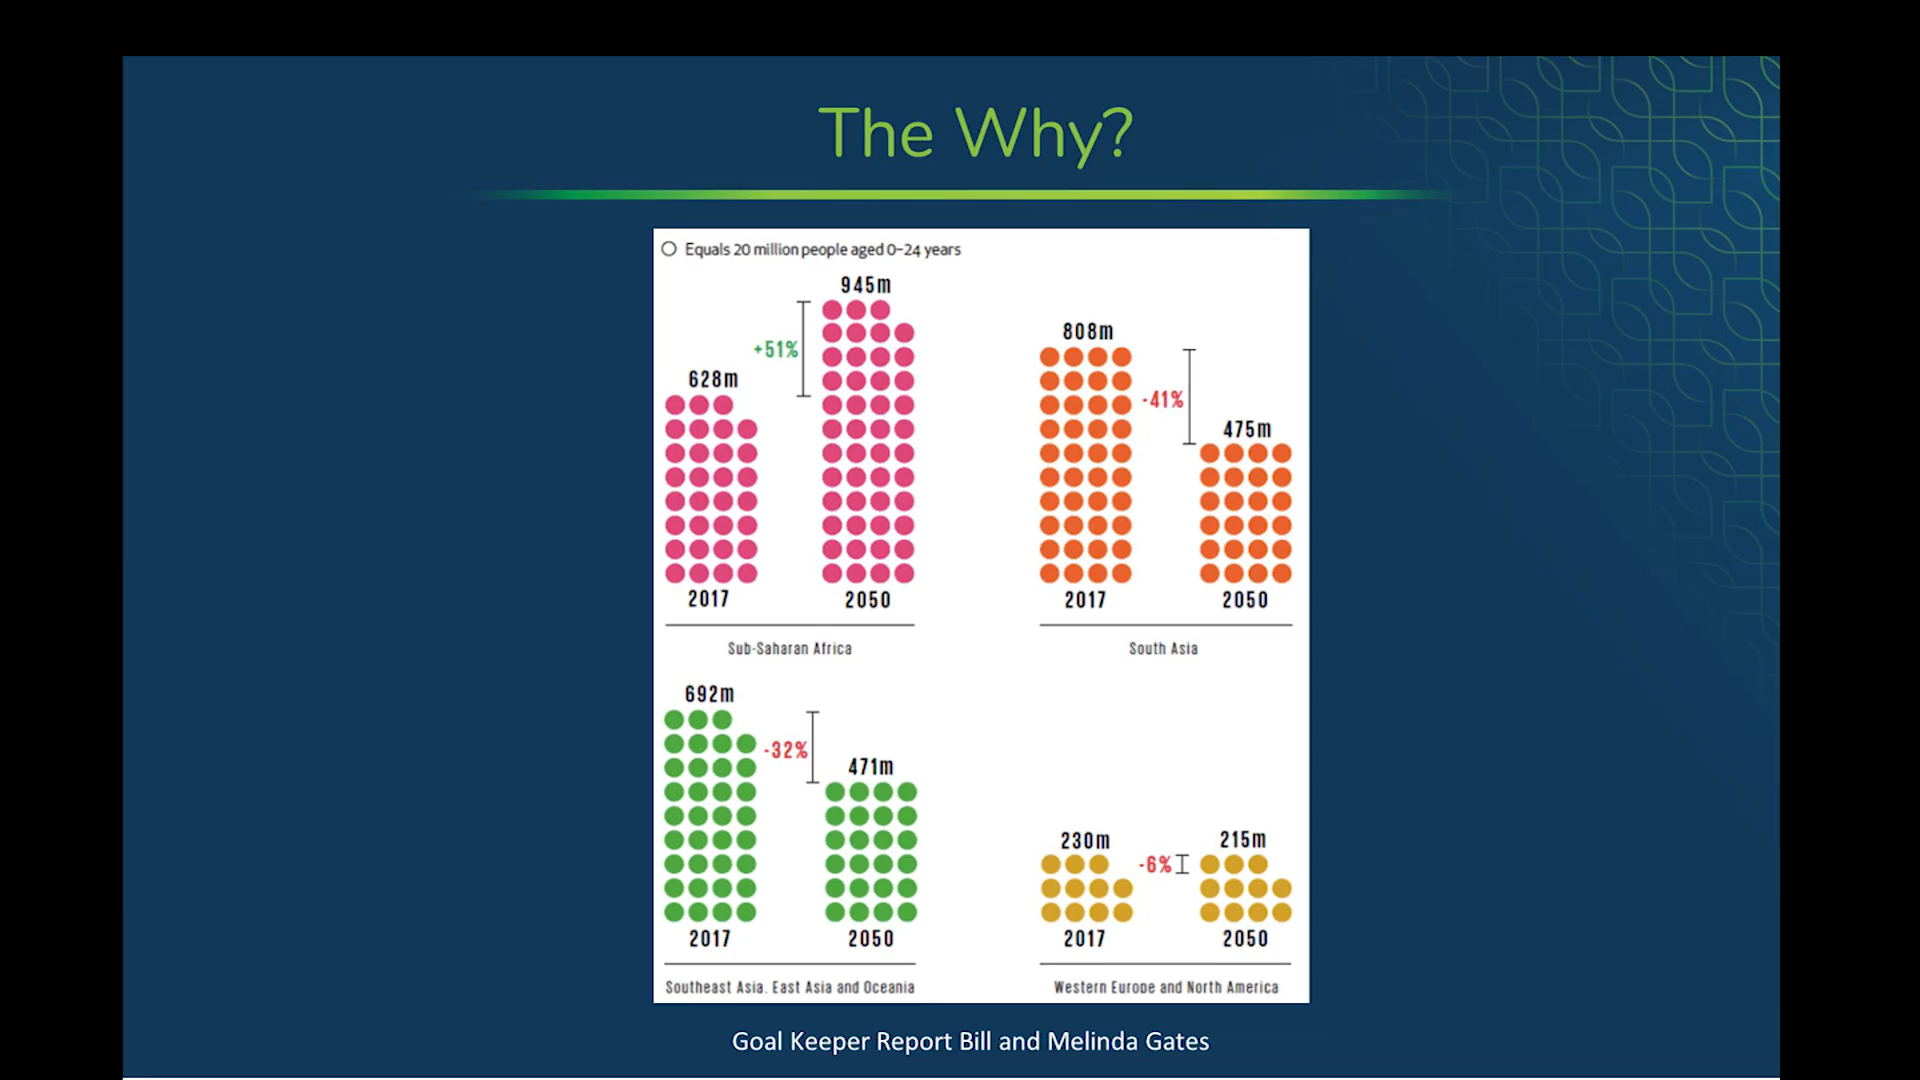 The Why?
Equals 20 million people aged 0-24 years
945m
+51%
628m
2017
2050
Sub-Saharan Africa
808m
-41%
475m
2017
2050
South Asia
692m
-32%
471m
2017
2050
Southeast Asia. East Asia and Oceania
230m
-6%
215m
2017
2050
Western Europe and North America
Goal Keeper Report Bill and Melinda Gates